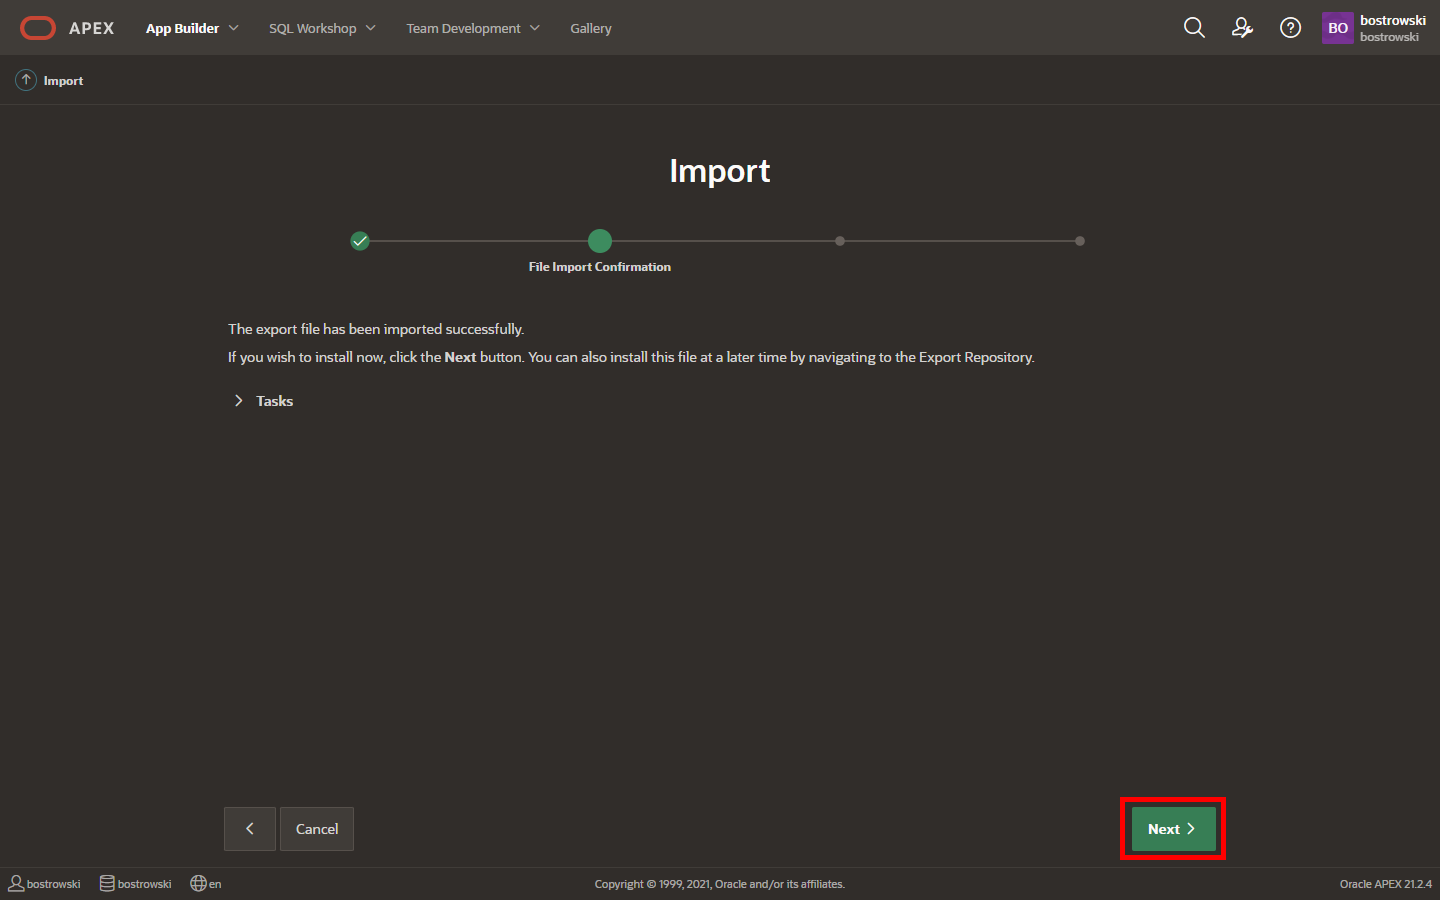 APEX App Builder SQL Workshop Team Development Gallery BO bostrowski
bostrowski
Import
Import
File Import Confirmation
The export file has been imported successfully.
If you wish to install now, click the Next button. You can also install this file at a later time by navigating to the Export Repository.
Tasks
Cancel Next
bostrowski bostrowski en Copyright © 1999, 2021, Oracle and/or its affiliates. Oracle APEX 21.2.4